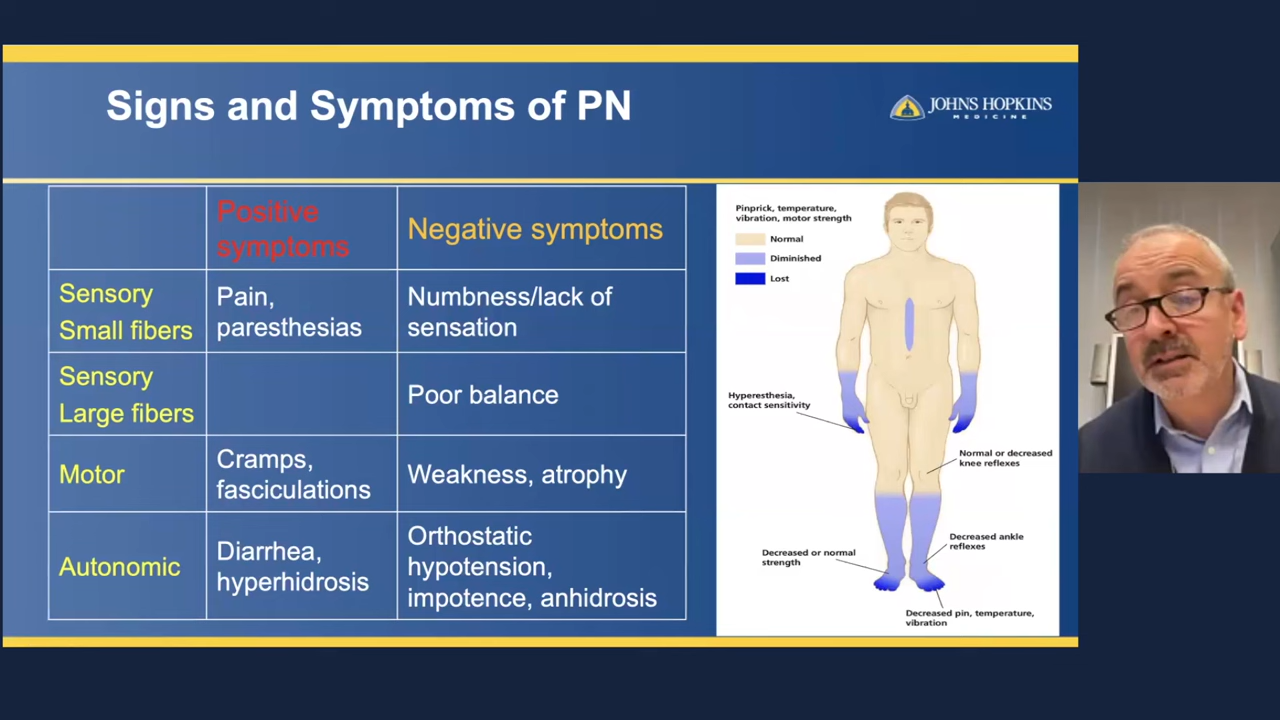 Signs and Symptoms of PN
JOHNS HOPKINS
MEDICINE
Positive
symptoms
Negative symptoms
Sensory
Small fibers
Pain,
paresthesias
Numbness/lack of
sensation
Sensory
Large fibers
Poor balance
Motor
Cramps,
fasciculations
Weakness, atrophy
Autonomic
Diarrhea,
hyperhidrosis
Orthostatic
hypotension,
impotence, anhidrosis
Pinprick, temperature,
vibration, motor strength
Normal
Diminished
Lost
Hyperesthesia,
contact sensitivity
Normal or decreased
knee reflexes
Decreased ankle
reflexes
Decreased or normal
strength
Decreased pin, temperature,
vibration